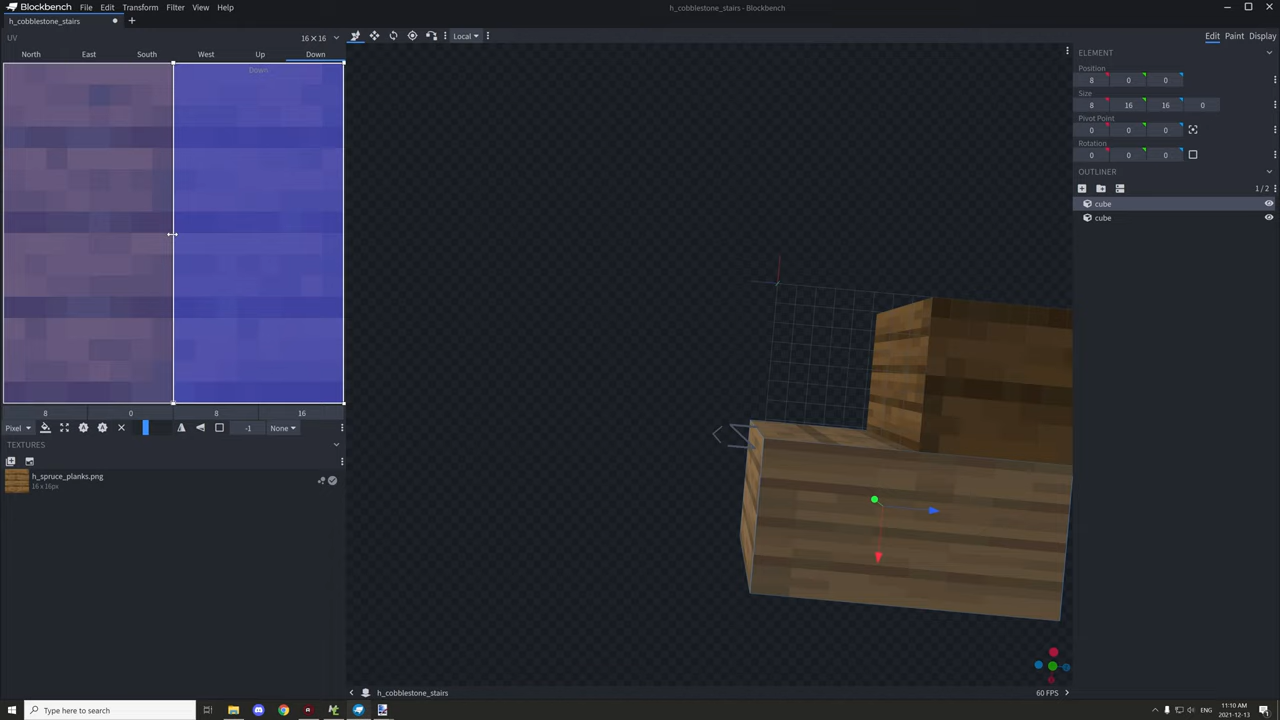 Blockbench
File
Edit
Transform
Filter
View
Help
h_cobblestone_stairs - Blockbench
h_cobblestone_stairs
UV
16 × 16
North
East
South
West
Up
Down
Down
8
0
8
16
Pixel
-1
None
TEXTURES
h_spruce_planks.png
16 x 16px
Local
Edit
Paint
Display
ELEMENT
Position
8
0
0
Size
8
16
16
0
Pivot Point
0
0
0
Rotation
0
0
0
OUTLINER
1 / 2
cube
cube
h_cobblestone_stairs
60 FPS
Type here to search
ENG
11:10 AM
2021-12-13